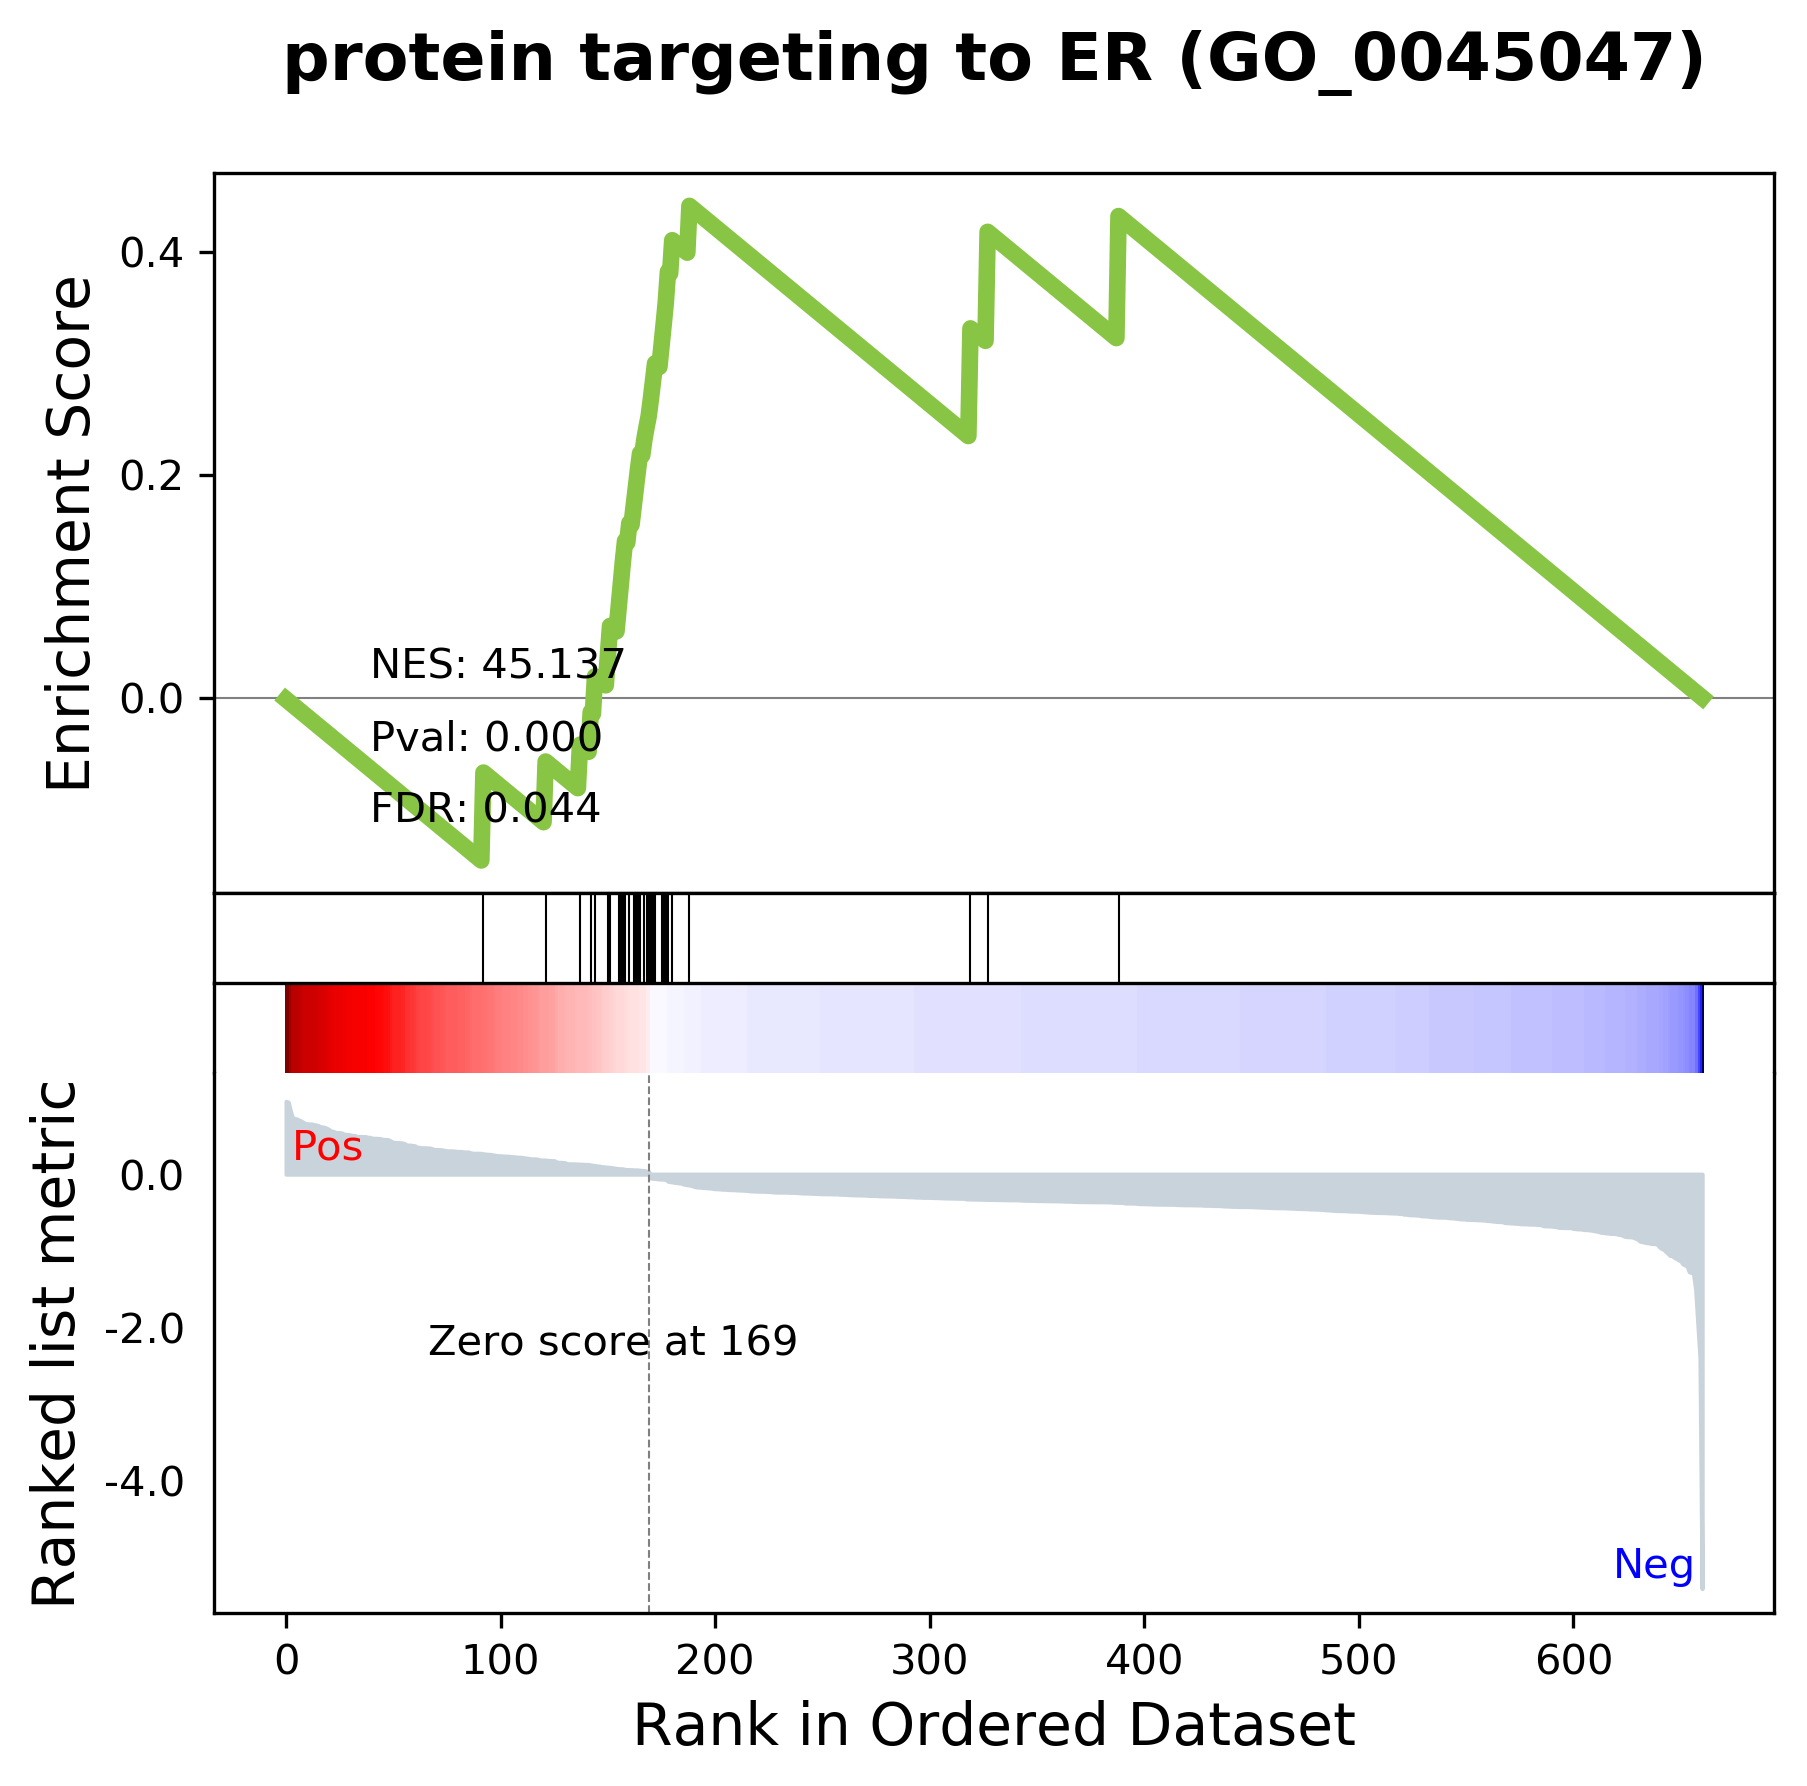 protein targeting to ER (GO_0045047)
Enrichment Score
0.4
0.2
0.0
NES: 45.137
Pval: 0.000
FDR: 0.044
Ranked list metric
Pos
0.0
-2.0
-4.0
Zero score at 169
Neg
0 100 200 300 400 500 600
Rank in Ordered Dataset